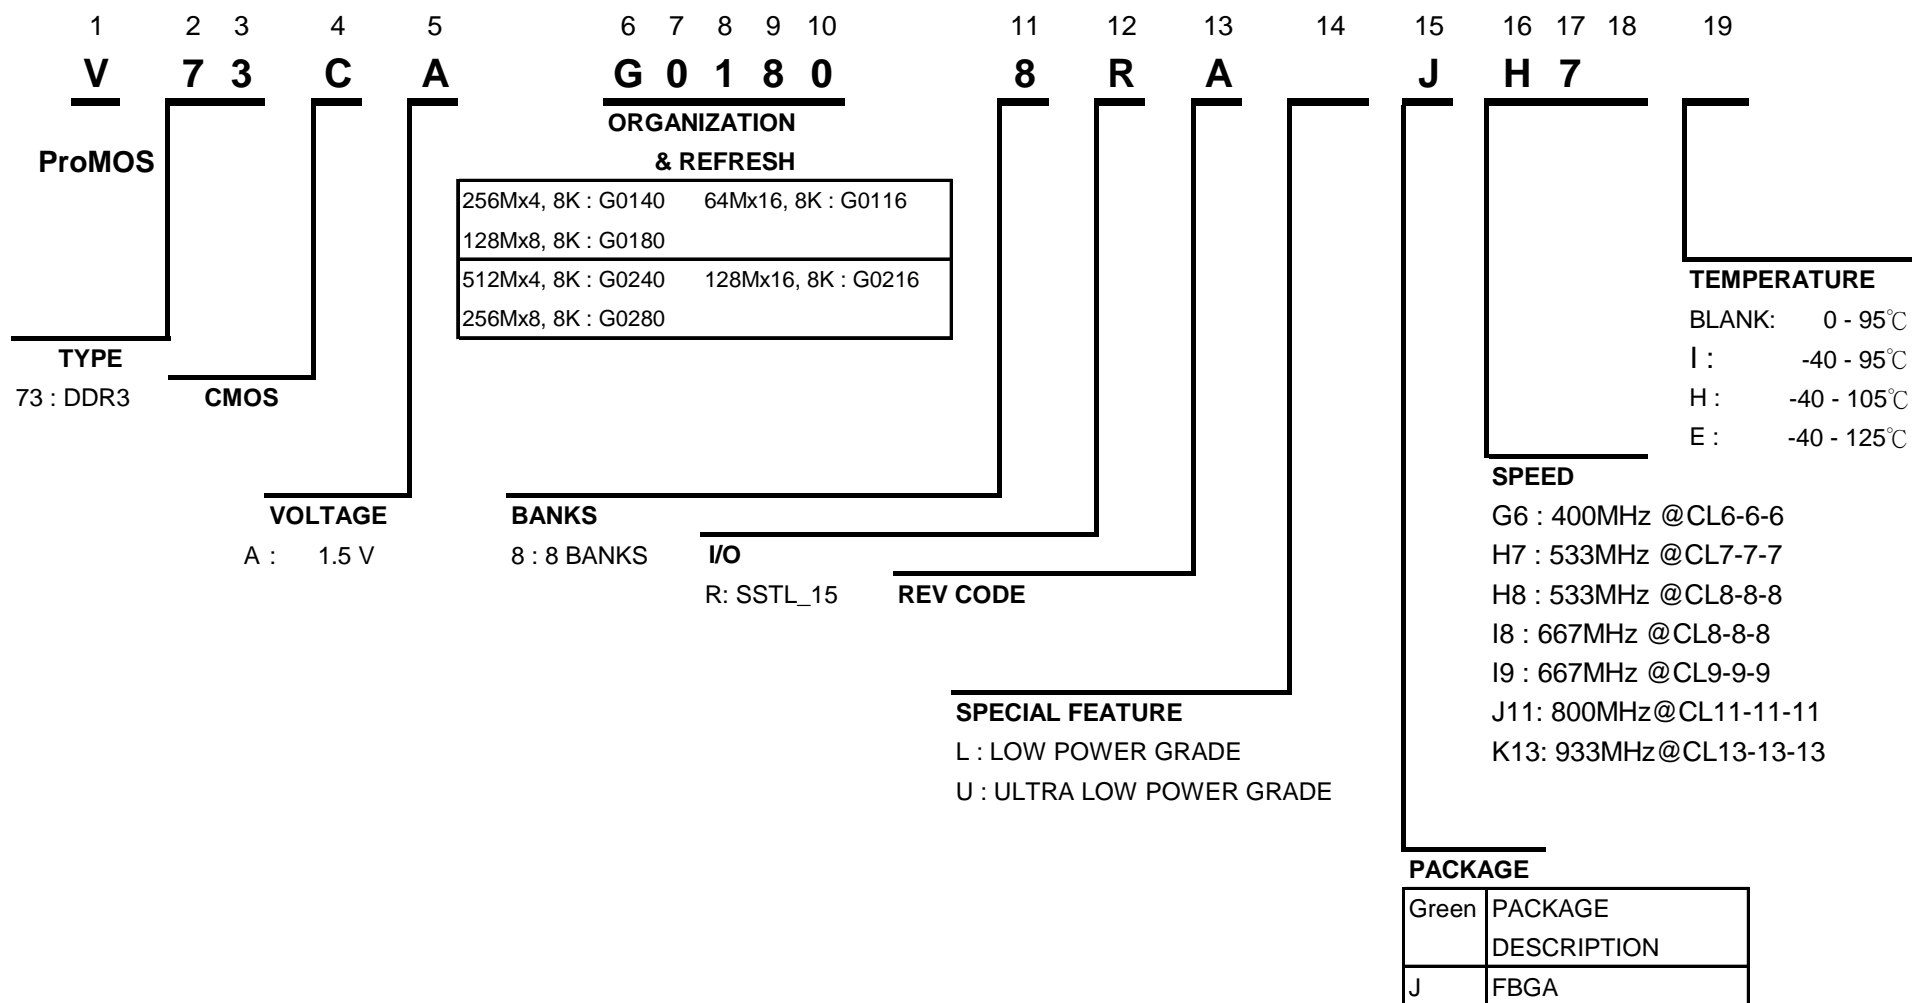 1 2 3 4 5 6 7 8 9 10 11 12 13 14 15 16 17 18 19
V 7 3 C A G 0 1 8 0 8 R A J H 7
ORGANIZATION
ProMOS & REFRESH
256Mx4, 8K : G0140 64Mx16, 8K : G0116
128Mx8, 8K : G0180
512Mx4, 8K : G0240 128Mx16, 8K : G0216
256Mx8, 8K : G0280
TEMPERATURE
BLANK: 0 - 95℃
I : -40 - 95℃
H : -40 - 105℃
E : -40 - 125℃
TYPE
73 : DDR3
CMOS
VOLTAGE
A : 1.5 V
BANKS
8 : 8 BANKS
I/O
R: SSTL_15
REV CODE
SPEED
G6 : 400MHz @CL6-6-6
H7 : 533MHz @CL7-7-7
H8 : 533MHz @CL8-8-8
I8 : 667MHz @CL8-8-8
I9 : 667MHz @CL9-9-9
J11: 800MHz@CL11-11-11
K13: 933MHz@CL13-13-13
SPECIAL FEATURE
L : LOW POWER GRADE
U : ULTRA LOW POWER GRADE
PACKAGE
Green PACKAGE
DESCRIPTION
J FBGA